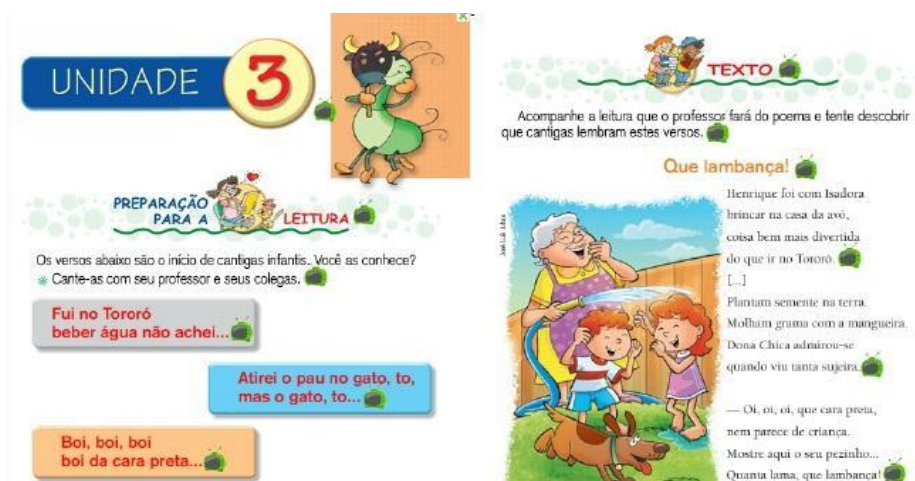 UNIDADE 3
PREPARAÇÃO
PARA A LEITURA
Os versos abaixo são o início de cantigas infantis. Você as conhece?
Cante-as com seu professor e seus colegas.
Fui no Tororó
beber água não achei...
Atirei o pau no gato, to,
mas o gato, to...
Boi, boi, boi
boi da cara preta...
TEXTO
Acompanhe a leitura que o professor fará do poema e tente descobrir
que cantigas lembram estes versos.
Que lambança!
Henrique foi com Isadora
brincar na casa da avó,
coisa bem mais divertida
do que ir no Tororó.
[...]
Plantam semente na terra.
Molham grama com a mangueira.
Dona Chica admirou-se
quando viu tanta sujeira.
— Oi, oi, oi, que cara preta,
nem parece de criança.
Mostre aqui o seu pezinho...
Quanta lama, que lambança!